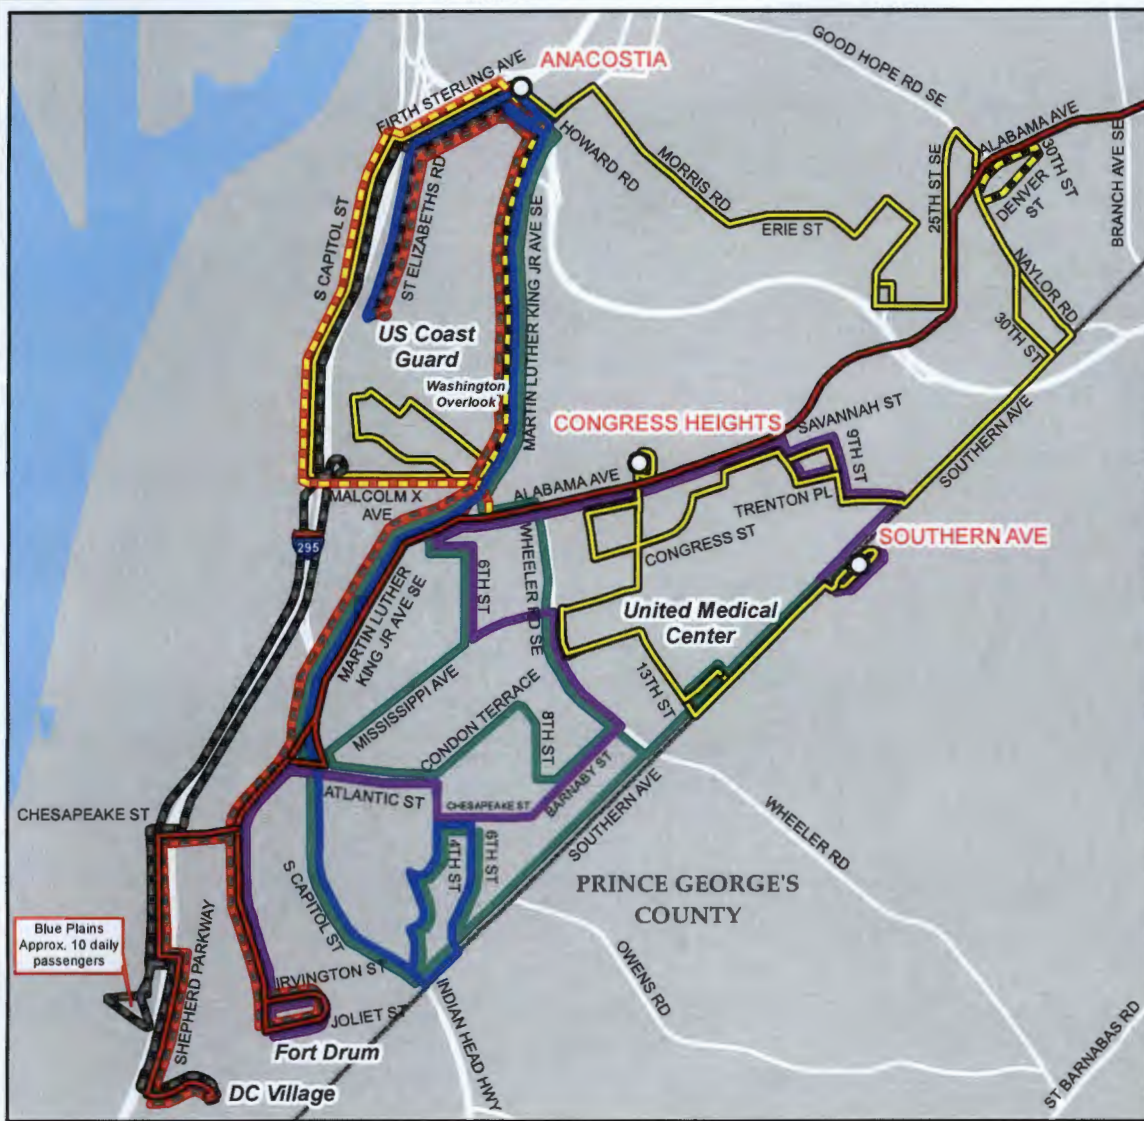 ANACOSTIA
FIRTH STERLING AVE
GOOD HOPE RD SE
HOWARD RD
MORRIS RD
ERIE ST
25TH ST SE
ALABAMA AVE
30TH ST
DENVER
ST
BRANCH AVE SE
NAYLOR RD
30TH ST
S CAPITOL ST
ST ELIZABETHS RD
MARTIN LUTHER KING JR AVE SE
US Coast
Guard
Washington
Overlook
CONGRESS HEIGHTS
SAVANNAH ST
9TH ST
SOUTHERN AVE
MALCOLM X
AVE
ALABAMA AVE
TRENTON PL
CONGRESS ST
SOUTHERN AVE
295
6TH ST
WHEELER RD SE
MARTIN LUTHER
KING JR AVE SE
United Medical
Center
13TH ST
MISSISSIPPI AVE
CONDON TERRACE
8TH ST
BARNABY ST
ATLANTIC ST
CHESAPEAKE ST
CHESAPEAKE ST
SOUTHERN AVE
WHEELER RD
4TH ST
6TH ST
S CAPITOL ST
PRINCE GEORGE'S
COUNTY
Blue Plains
Approx. 10 daily
passengers
SHEPHERD PARKWAY
IRVINGTON ST
JOLIET ST
Fort Drum
DC Village
INDIAN HEAD HWY
OWENS RD
ST BARNABAS RD